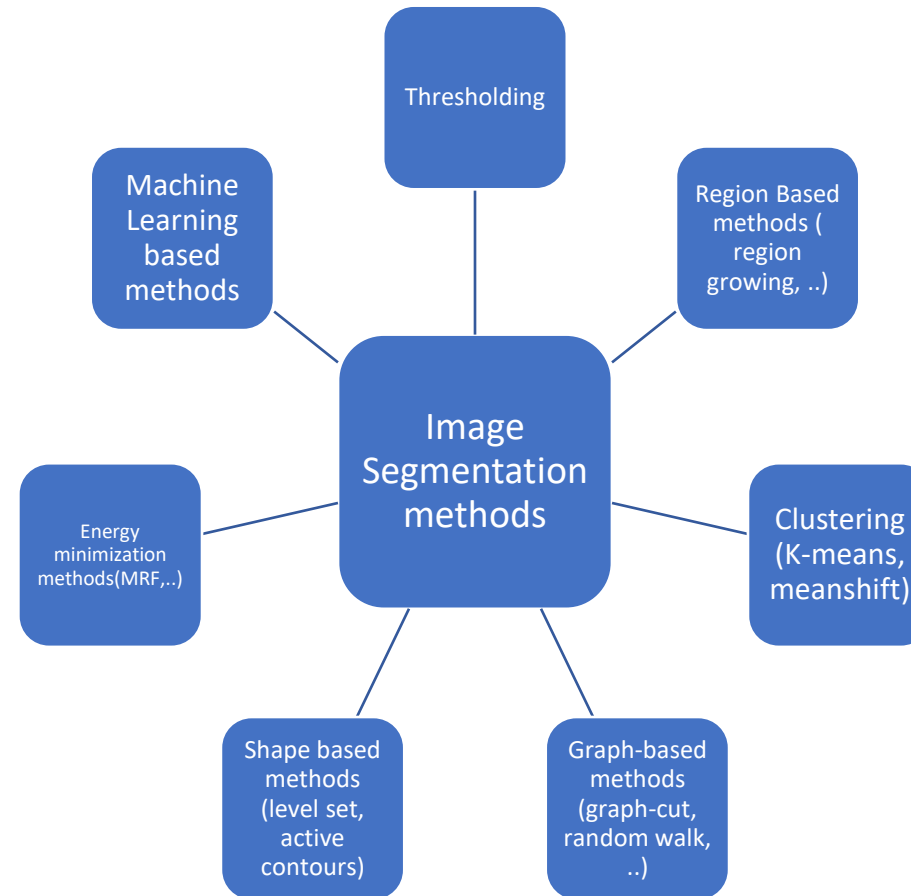 Thresholding
Machine
Learning
based
methods
Region Based
methods (
region
growing, ..)
Image
Segmentation
methods
Energy
minimization
methods(MRF,..)
Clustering
(K-means,
meanshift)
Shape based
methods
(level set,
active
contours)
Graph-based
methods
(graph-cut,
random walk,
..)